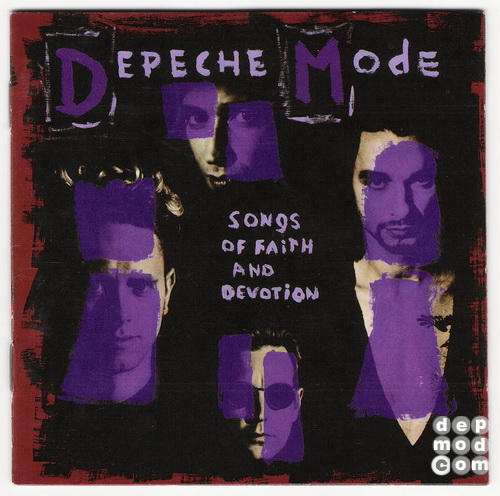 DEPECHE MODE
SONGS
OF FAITH
AND
DEVOTION
dep
mod
com